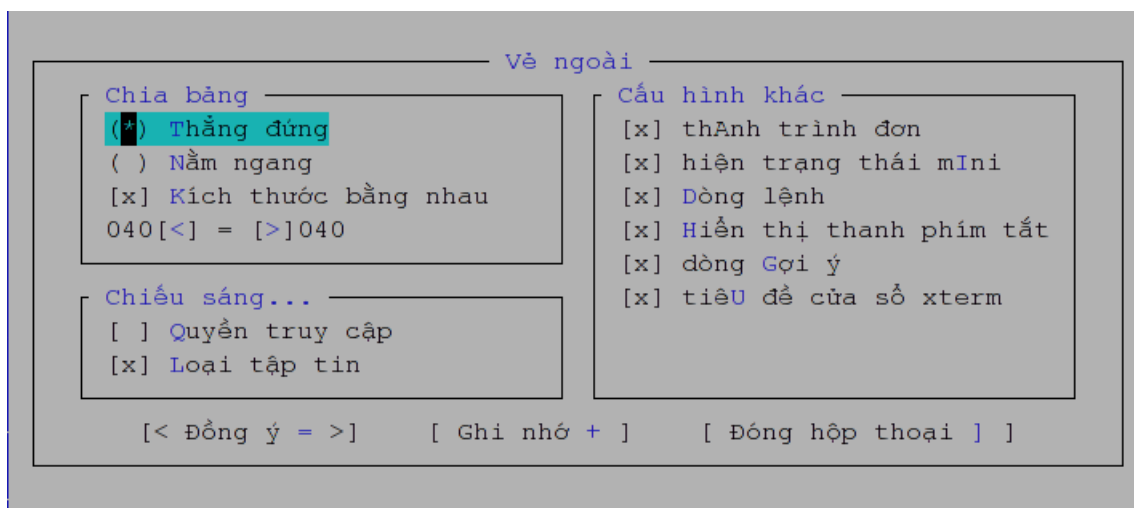 Vẻ ngoài
Chia bảng
(*) Thẳng đứng
( ) Nằm ngang
[x] Kích thước bằng nhau
040[<] = [>]040
Chiếu sáng...
[ ] Quyền truy cập
[x] Loại tập tin
Cấu hình khác
[x] thAnh trình đơn
[x] hiện trạng thái mIni
[x] Dòng lệnh
[x] Hiển thị thanh phím tắt
[x] dòng Gợi ý
[x] tiêU đề cửa sổ xterm
[< Đồng ý = >] [ Ghi nhớ + ] [ Đóng hộp thoại ] ]